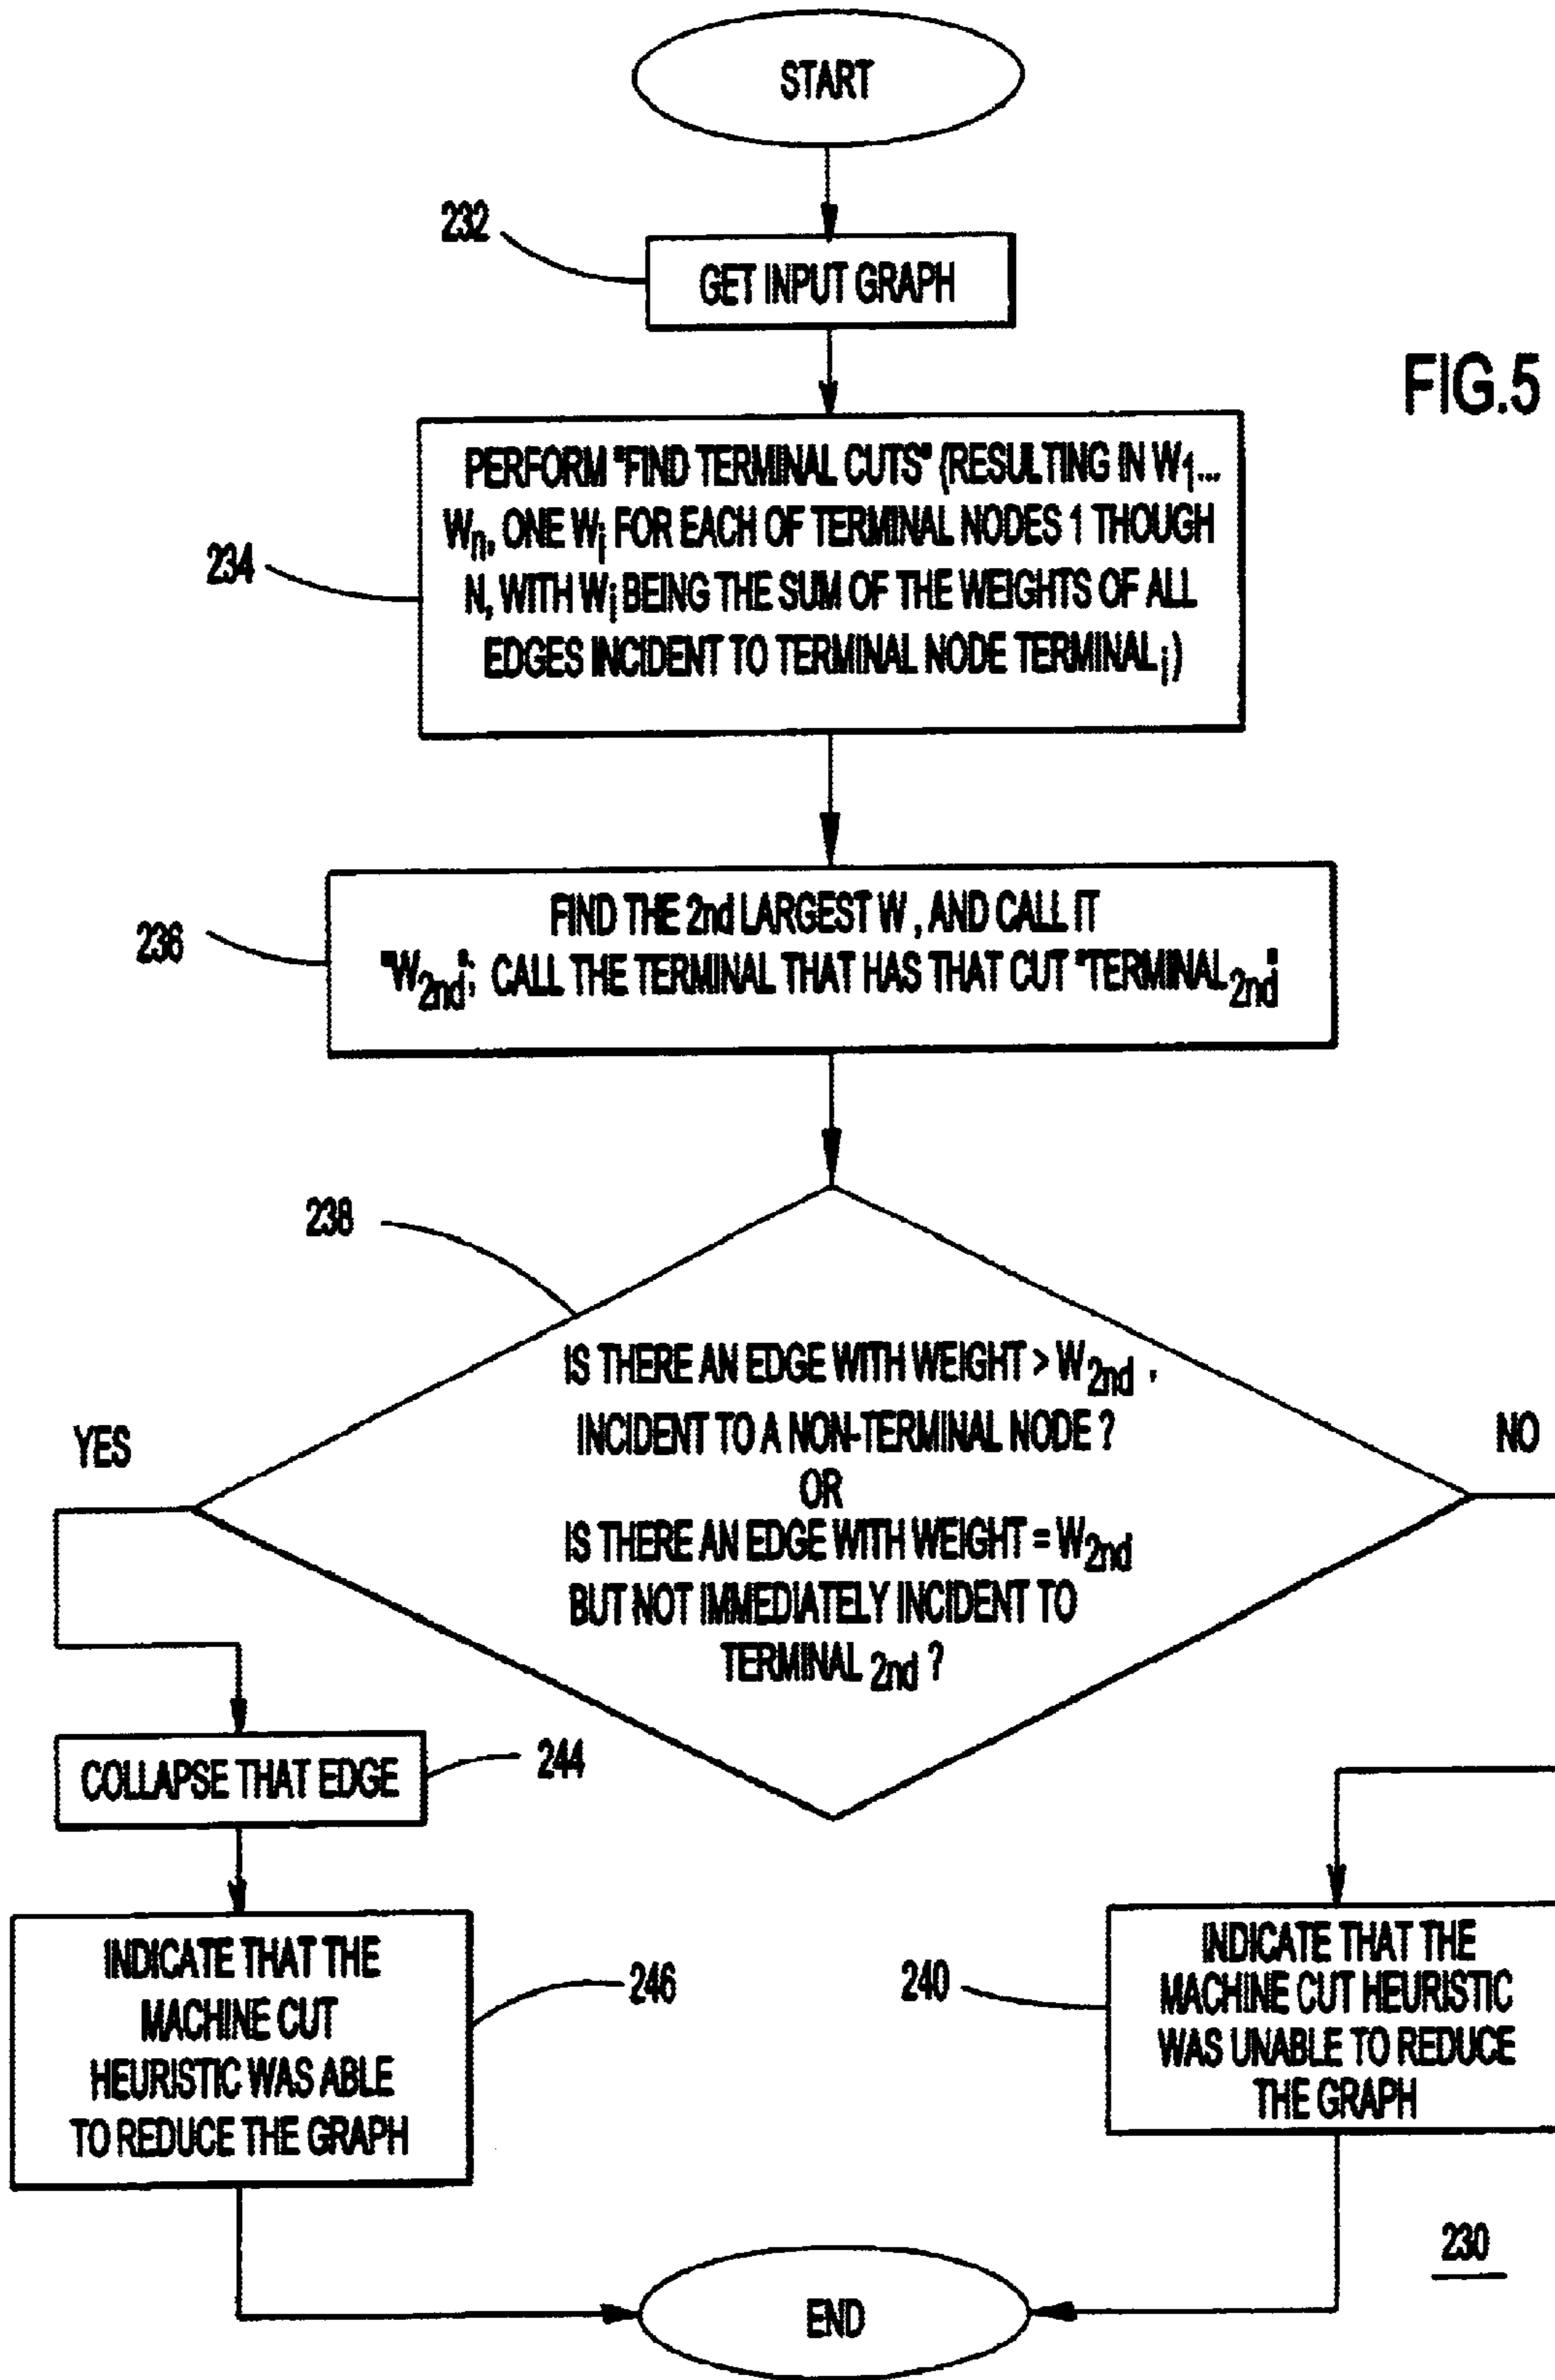 START
232
GET INPUT GRAPH
FIG.5
PERFORM "FIND TERMINAL CUTS" (RESULTING IN W1...
Wn, ONE Wi FOR EACH OF TERMINAL NODES 1 THOUGH
N, WITH Wi BEING THE SUM OF THE WEIGHTS OF ALL
EDGES INCIDENT TO TERMINAL NODE TERMINALi)
234
FIND THE 2nd LARGEST W, AND CALL IT
"W2nd"; CALL THE TERMINAL THAT HAS THAT CUT "TERMINAL2nd"
236
238
IS THERE AN EDGE WITH WEIGHT > W2nd,
INCIDENT TO A NON-TERMINAL NODE ?
OR
IS THERE AN EDGE WITH WEIGHT = W2nd
BUT NOT IMMEDIATELY INCIDENT TO
TERMINAL 2nd ?
YES
NO
COLLAPSE THAT EDGE
244
INDICATE THAT THE
MACHINE CUT
HEURISTIC WAS ABLE
TO REDUCE THE GRAPH
246
240
INDICATE THAT THE
MACHINE CUT HEURISTIC
WAS UNABLE TO REDUCE
THE GRAPH
230
END